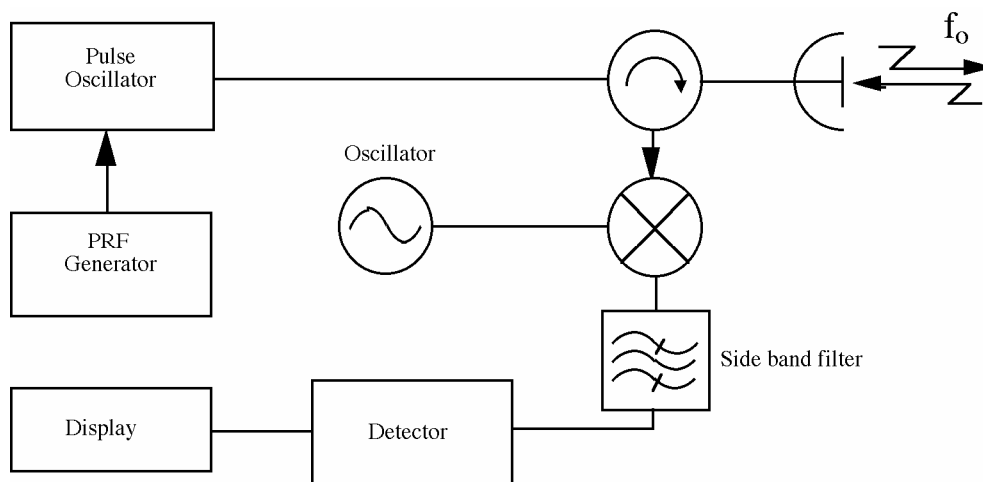 Pulse
Oscillator
f₀
Oscillator
PRF
Generator
Side band filter
Display
Detector